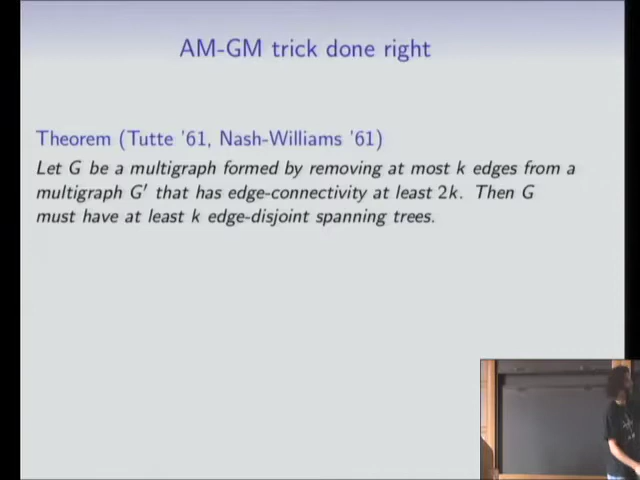 AM-GM trick done right
Theorem (Tutte '61, Nash-Williams '61)
Let G be a multigraph formed by removing at most k edges from a
multigraph G′ that has edge-connectivity at least 2k. Then G
must have at least k edge-disjoint spanning trees.